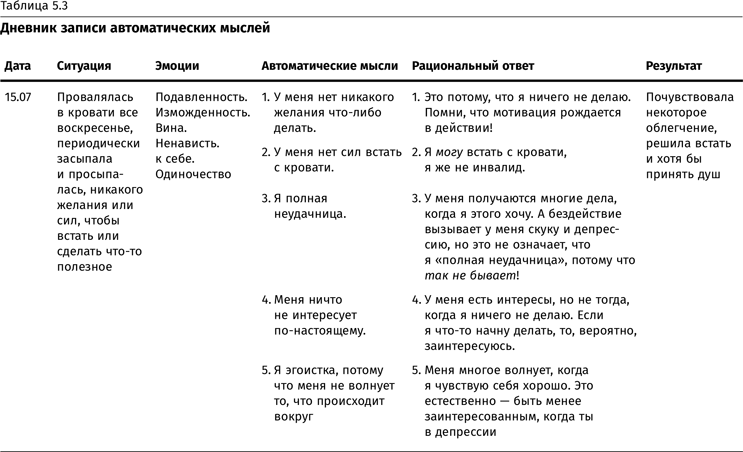 Таблица 5.3
Дневник записи автоматических мыслей
Дата Ситуация Эмоции Автоматические мысли Рациональный ответ Результат
15.07
Провалялась
в кровати все
воскресенье,
периодически
засыпала
и просыпа-
лась, никакого
желания или
сил, чтобы
встать или
сделать что-то
полезное
Подавленность.
Изможденность.
Вина.
Ненависть.
к себе.
Одиночество
1. У меня нет никакого
желания что-либо
делать.
1. Это потому, что я ничего не делаю.
Помни, что мотивация рождается
в действии!
2. У меня нет сил встать
с кровати.
2. Я могу встать с кровати,
я же не инвалид.
3. Я полная
неудачница.
3. У меня получаются многие дела,
когда я этого хочу. А бездействие
вызывает у меня скуку и депрес-
сию, но это не означает, что
я «полная неудачница», потому что
так не бывает!
4. Меня ничто
не интересует
по-настоящему.
4. У меня есть интересы, но не тогда,
когда я ничего не делаю. Если
я что-то начну делать, то, вероятно,
заинтересуюсь.
5. Я эгоистка, потому
что меня не волнует
то, что происходит
вокруг
5. Меня многое волнует, когда
я чувствую себя хорошо. Это
естественно — быть менее
заинтересованным, когда ты
в депрессии
Почувствовала
некоторое
облегчение,
решила встать
и хотя бы
принять душ